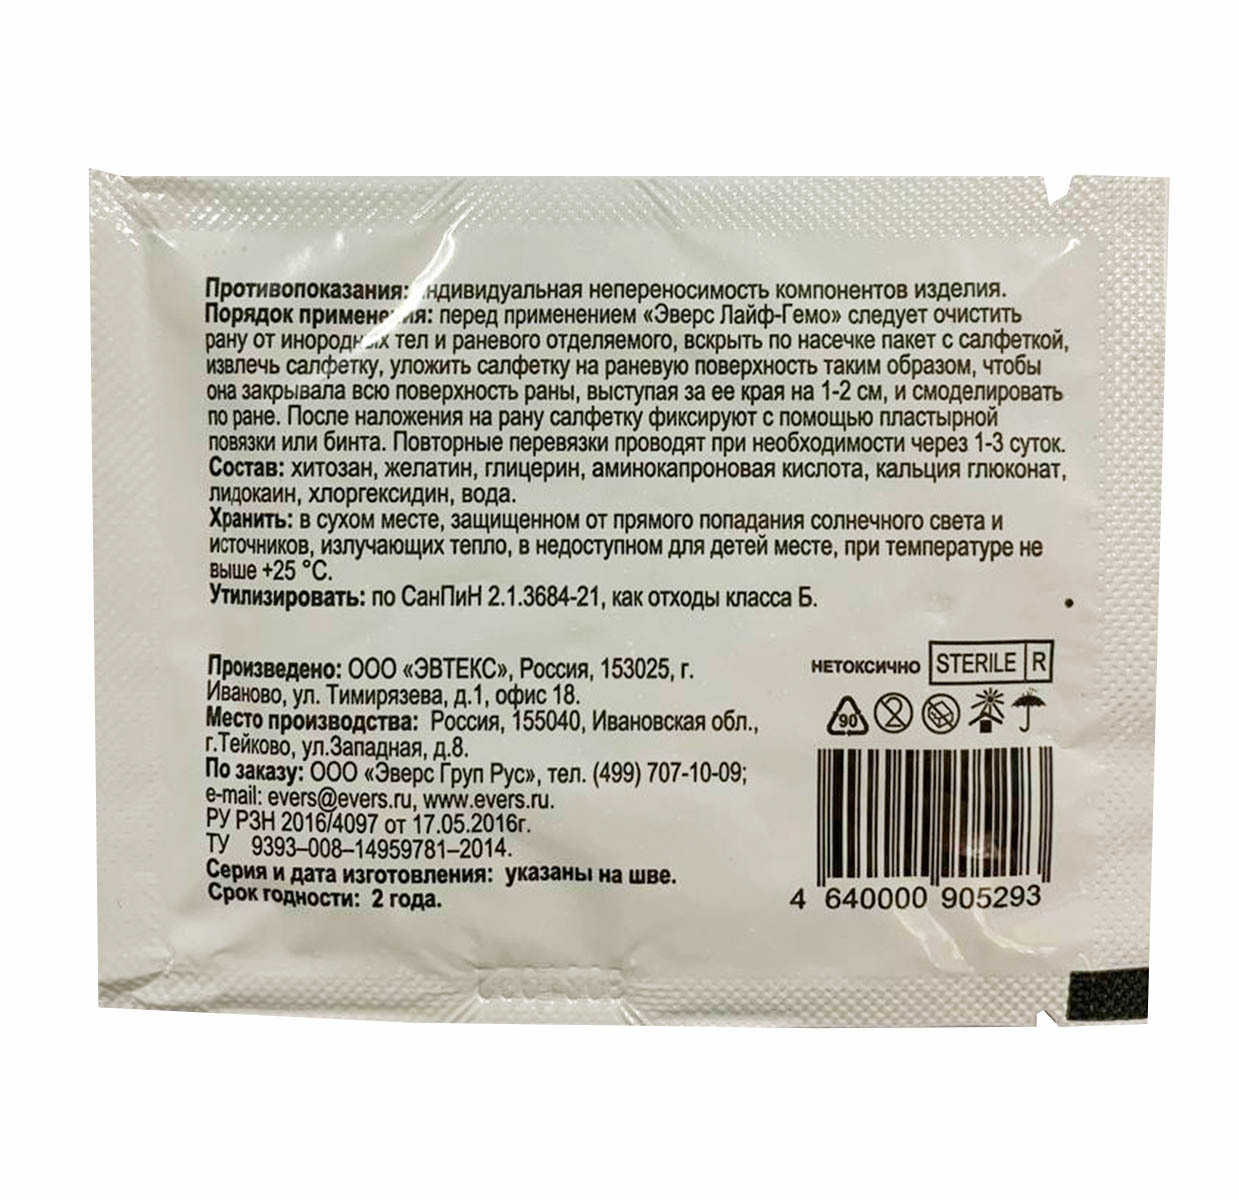 Противопоказания: индивидуальная непереносимость компонентов изделия.
Порядок применения: перед применением «Эверс Лайф-Гемо» следует очистить
рану от инородных тел и раневого отделяемого, вскрыть по насечке пакет с салфеткой,
извлечь салфетку, уложить салфетку на раневую поверхность таким образом, чтобы
она закрывала всю поверхность раны, выступая за ее края на 1-2 см, и смоделировать
по ране. После наложения на рану салфетку фиксируют с помощью пластырной
повязки или бинта. Повторные перевязки проводят при необходимости через 1-3 суток.
Состав: хитозан, желатин, глицерин, аминокапроновая кислота, кальция глюконат,
лидокаин, хлоргексидин, вода.
Хранить: в сухом месте, защищенном от прямого попадания солнечного света и
источников, излучающих тепло, в недоступном для детей месте, при температуре не
выше +25 °С.
Утилизировать: по СанПиН 2.1.3684-21, как отходы класса Б.
Произведено: ООО «ЭВТЕКС», Россия, 153025, г.
Иваново, ул. Тимирязева, д.1, офис 18.
Место производства: Россия, 155040, Ивановская обл.,
г.Тейково, ул.Западная, д.8.
По заказу: ООО «Эверс Груп Рус», тел. (499) 707-10-09;
e-mail: evers@evers.ru, www.evers.ru.
РУ РЗН 2016/4097 от 17.05.2016г.
ТУ 9393–008–14959781–2014.
Серия и дата изготовления: указаны на шве.
Срок годности: 2 года.
НЕТОКСИЧНО STERILE R
90 2
4 640000 905293